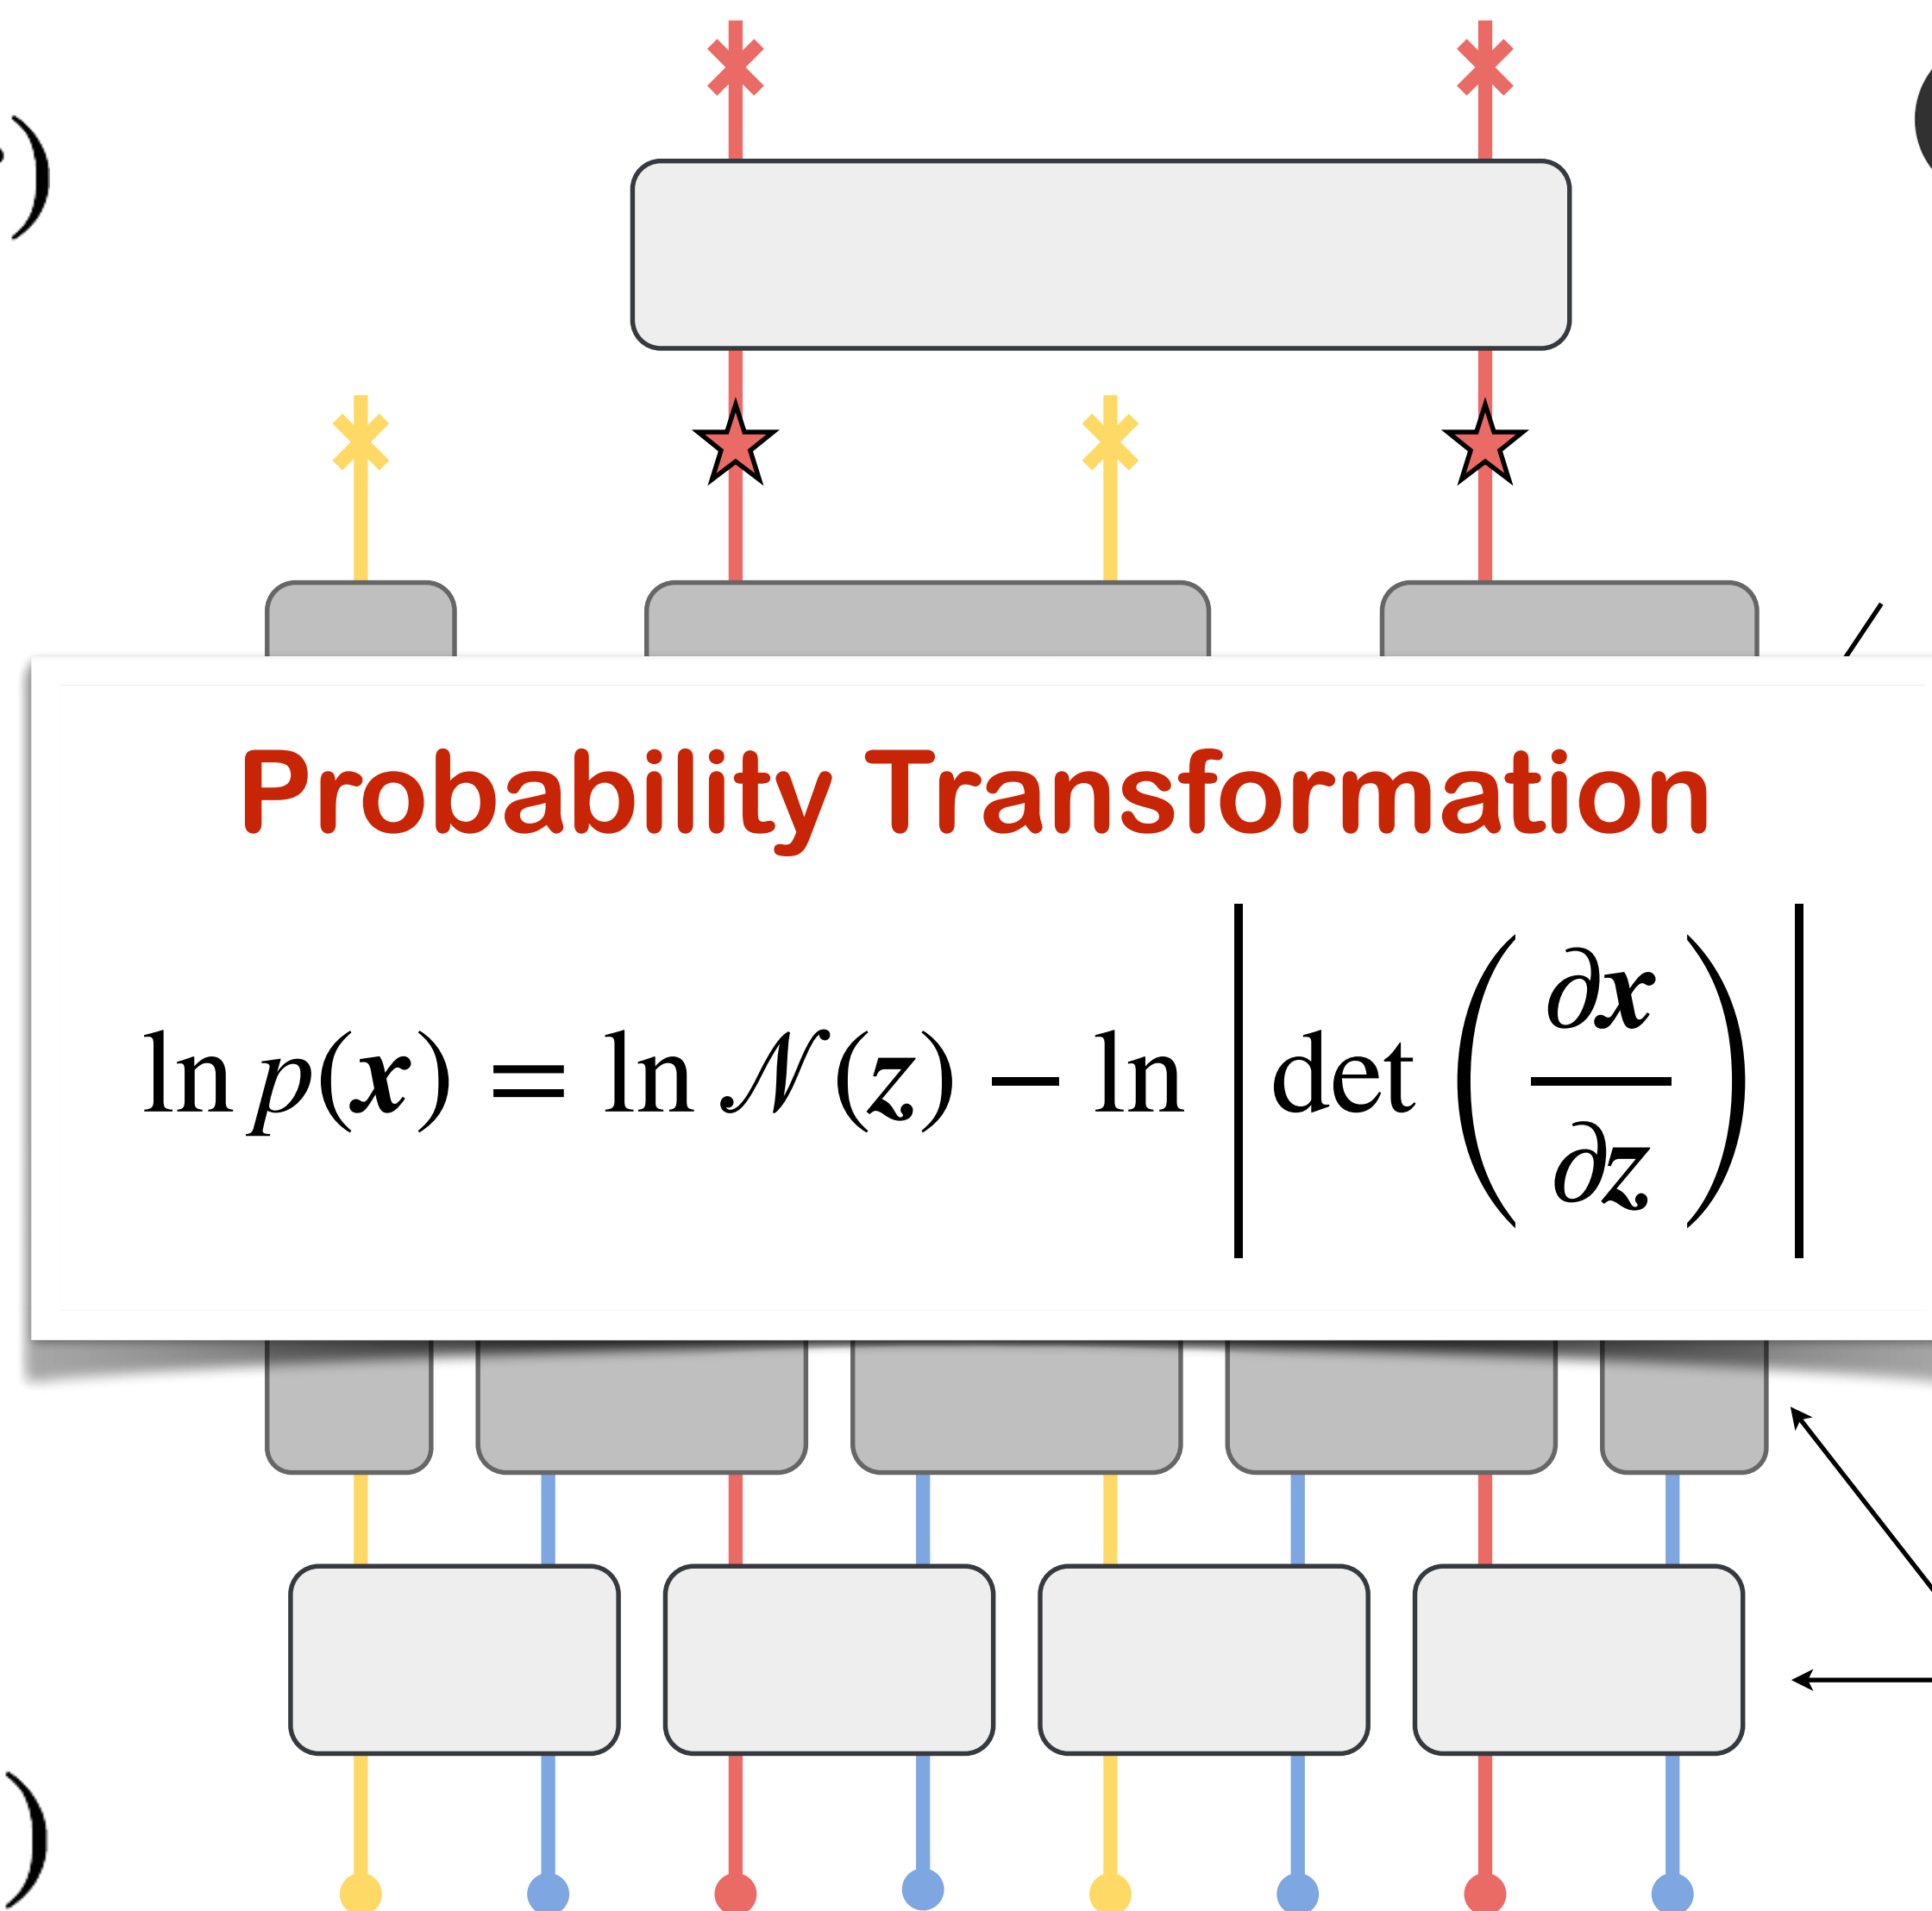 )
Probability Transformation
ln p(x) = ln 𝒩(z) − ln | det ( ∂x / ∂z ) |
)